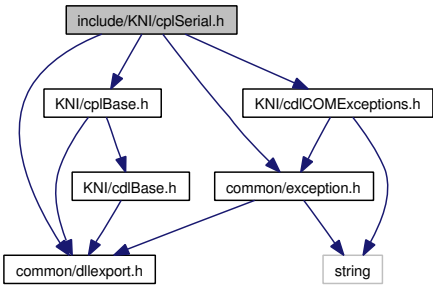 include/KNI/cplSerial.h
KNI/cplBase.h
KNI/cdlCOMExceptions.h
KNI/cdlBase.h
common/exception.h
common/dllexport.h
string